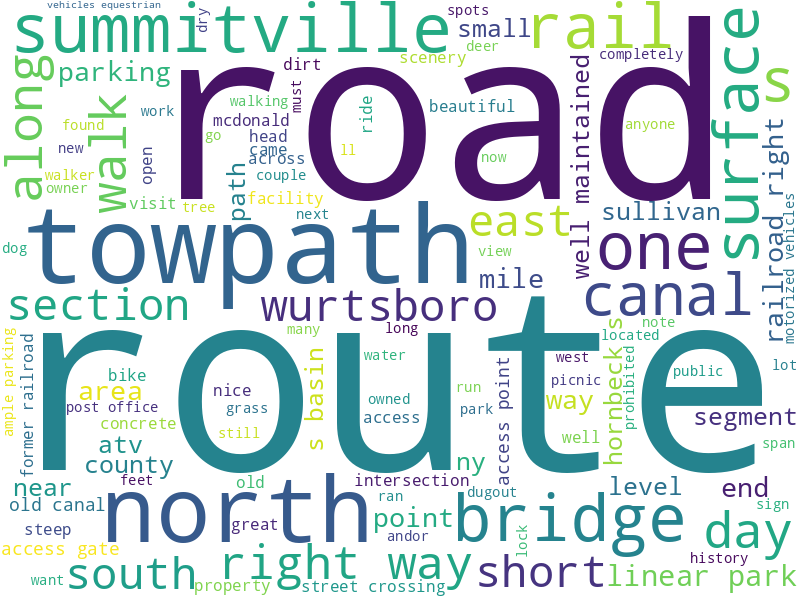 vehicles equestrian
summitville
dry
spots
small
rail
road
surface
scenery
deer
completely
along
parking
dirt
s
walk
walking
must
ride
beautiful
well maintained
work
mcdonald
go
head
came
across
found
new
open
path
anyone
railroad right
motorized vehicles
walker
owner
ll
now
couple
facility
visit
tree
next
towpath
east
one
sullivan
dog
view
mile
canal
section
wurtsboro
route
many
long
hornbeck s
note
located
ample parking
former railroad
s basin
water
west
prohibited
public
lot
bike
nice
access point
picnic
run
area
post office
grass
owned
park
way
segment
concrete
access
still
atv
well
span
county
ny
near
feet
old
intersection
level
end
north
ran
dugout
bridge
old canal
great
point
sign
steep
andor
day
lock
access gate
right way
history
want
south
property
street crossing
short
linear park